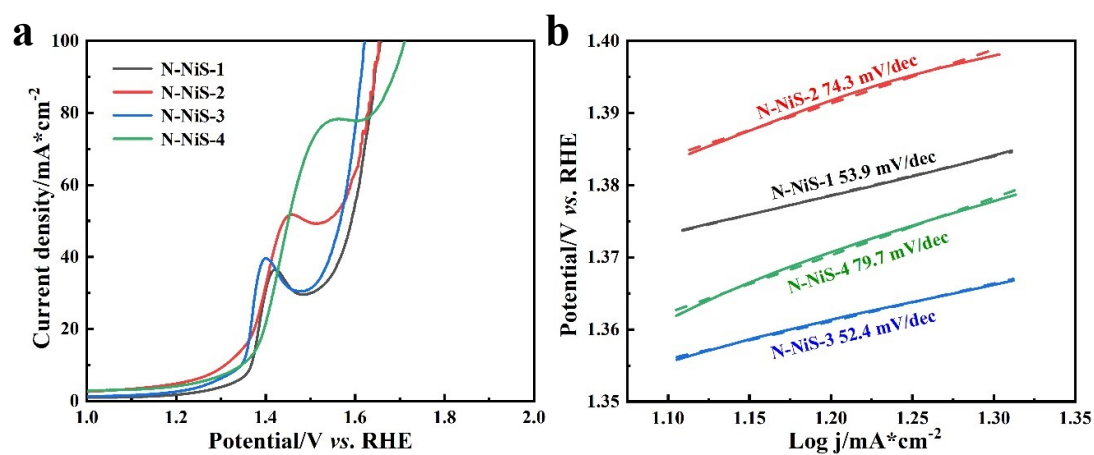 a
100
80
60
40
20
0
Current density/mA*cm-2
N-NiS-1
N-NiS-2
N-NiS-3
N-NiS-4
1.0 1.2 1.4 1.6 1.8 2.0
Potential/V vs. RHE
b
1.40
1.39
1.38
1.37
1.36
1.35
Potential/V vs. RHE
N-NiS-2 74.3 mV/dec
N-NiS-1 53.9 mV/dec
N-NiS-4 79.7 mV/dec
N-NiS-3 52.4 mV/dec
1.10 1.15 1.20 1.25 1.30 1.35
Log j/mA*cm-2